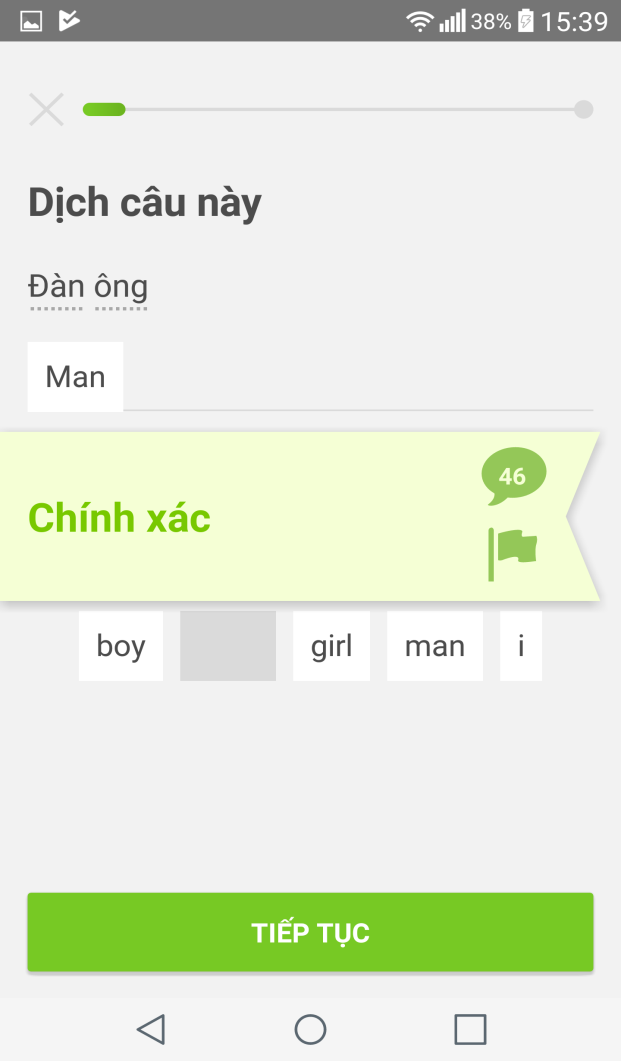 38% 15:39
Dịch câu này
Đàn ông
Man
46
Chính xác
boy girl man i
TIẾP TỤC